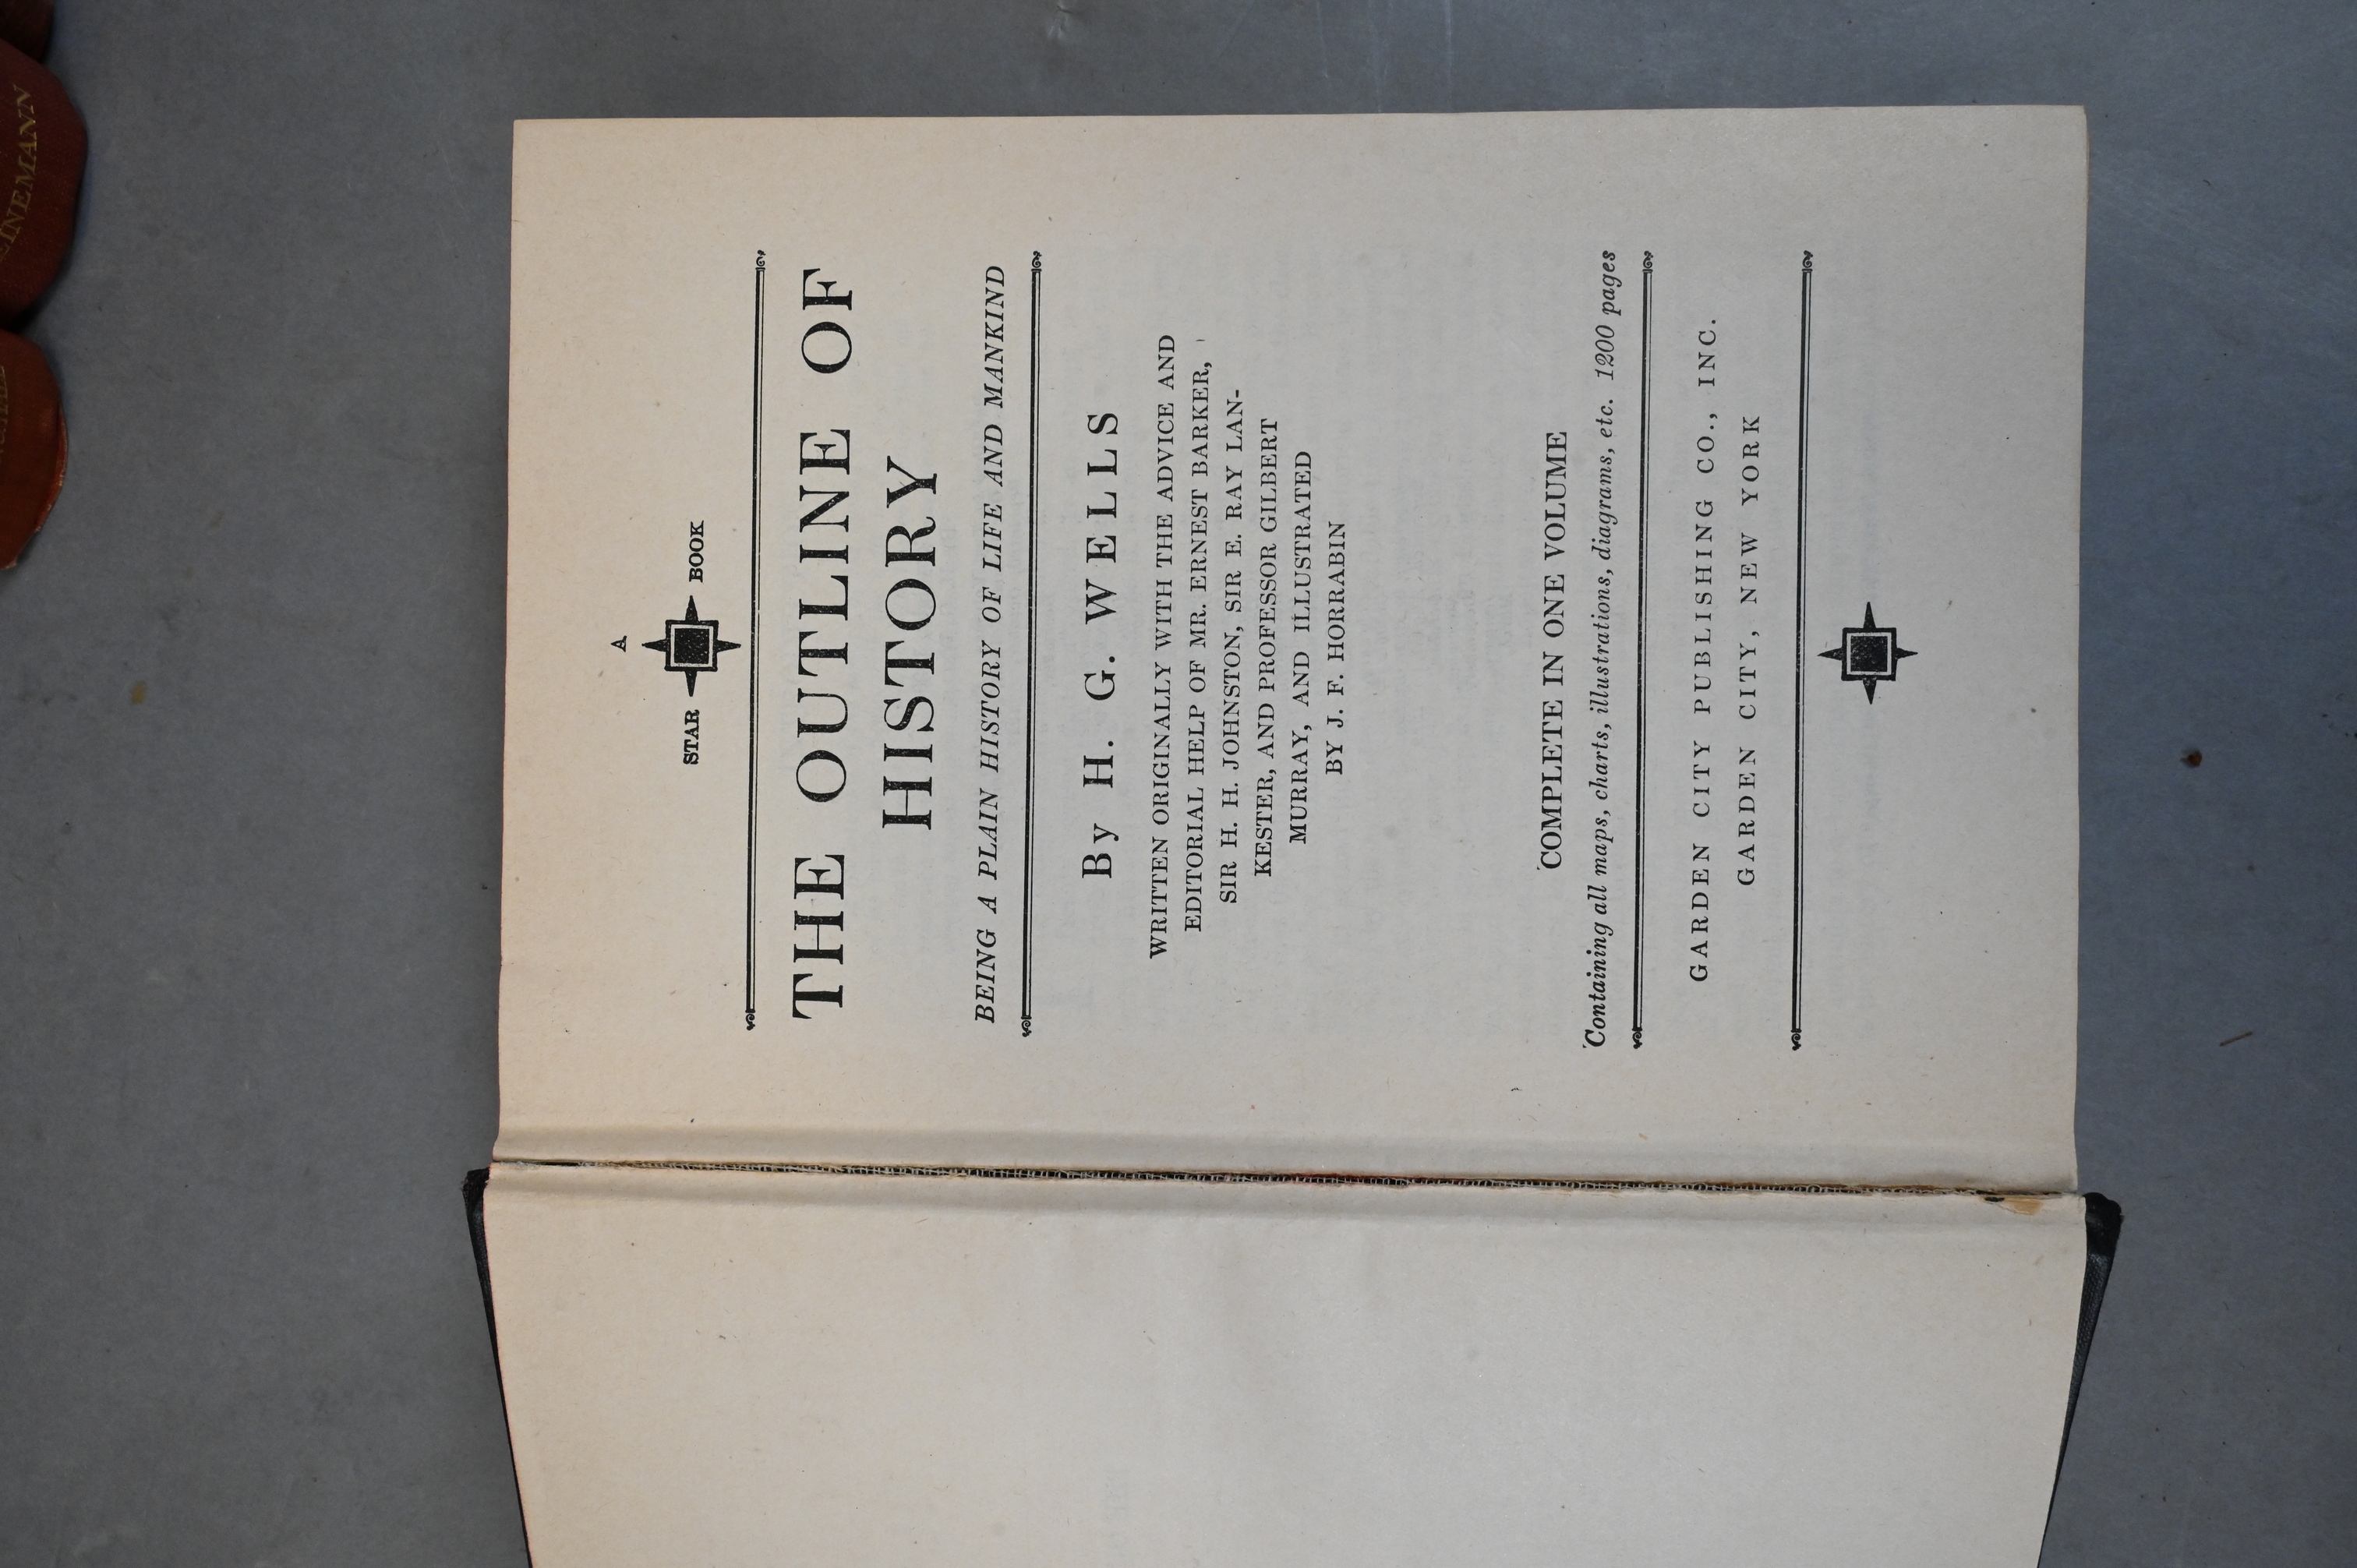 A
STAR BOOK
THE OUTLINE OF
HISTORY
BEING A PLAIN HISTORY OF LIFE AND MANKIND
By H. G. WELLS
WRITTEN ORIGINALLY WITH THE ADVICE AND
EDITORIAL HELP OF MR. ERNEST BARKER,
SIR H. H. JOHNSTON, SIR E. RAY LAN-
KESTER, AND PROFESSOR GILBERT
MURRAY, AND ILLUSTRATED
BY J. F. HORRABIN
COMPLETE IN ONE VOLUME
Containing all maps, charts, illustrations, diagrams, etc. 1200 pages
GARDEN CITY PUBLISHING CO., INC.
GARDEN CITY, NEW YORK